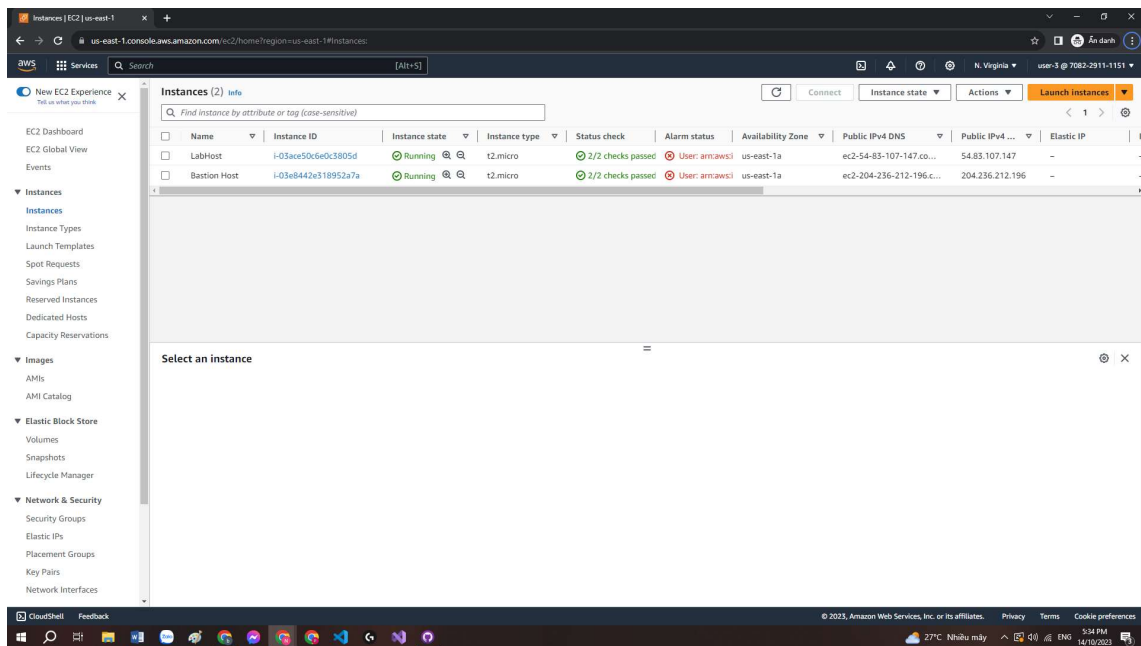 Instances | EC2 | us-east-1
us-east-1.console.aws.amazon.com/ec2/home?region=us-east-1#Instances:
Ẩn danh
aws Services Search [Alt+S] N. Virginia user-3 @ 7082-2911-1151
New EC2 Experience
Tell us what you think
EC2 Dashboard
EC2 Global View
Events
Instances
Instances
Instance Types
Launch Templates
Spot Requests
Savings Plans
Reserved Instances
Dedicated Hosts
Capacity Reservations
Images
AMIs
AMI Catalog
Elastic Block Store
Volumes
Snapshots
Lifecycle Manager
Network & Security
Security Groups
Elastic IPs
Placement Groups
Key Pairs
Network Interfaces
Instances (2) Info Connect Instance state Actions Launch instances
Find instance by attribute or tag (case-sensitive) 1
Name Instance ID Instance state Instance type Status check Alarm status Availability Zone Public IPv4 DNS Public IPv4 ... Elastic IP
LabHost i-03ace50c6e0c3805d Running t2.micro 2/2 checks passed User: arn:aws:i us-east-1a ec2-54-83-107-147.co... 54.83.107.147 –
Bastion Host i-03e8442e318952a7a Running t2.micro 2/2 checks passed User: arn:aws:i us-east-1a ec2-204-236-212-196.c... 204.236.212.196 –
Select an instance
CloudShell Feedback © 2023, Amazon Web Services, Inc. or its affiliates. Privacy Terms Cookie preferences
Zalo 27°C Nhiều mây ENG 5:34 PM
14/10/2023